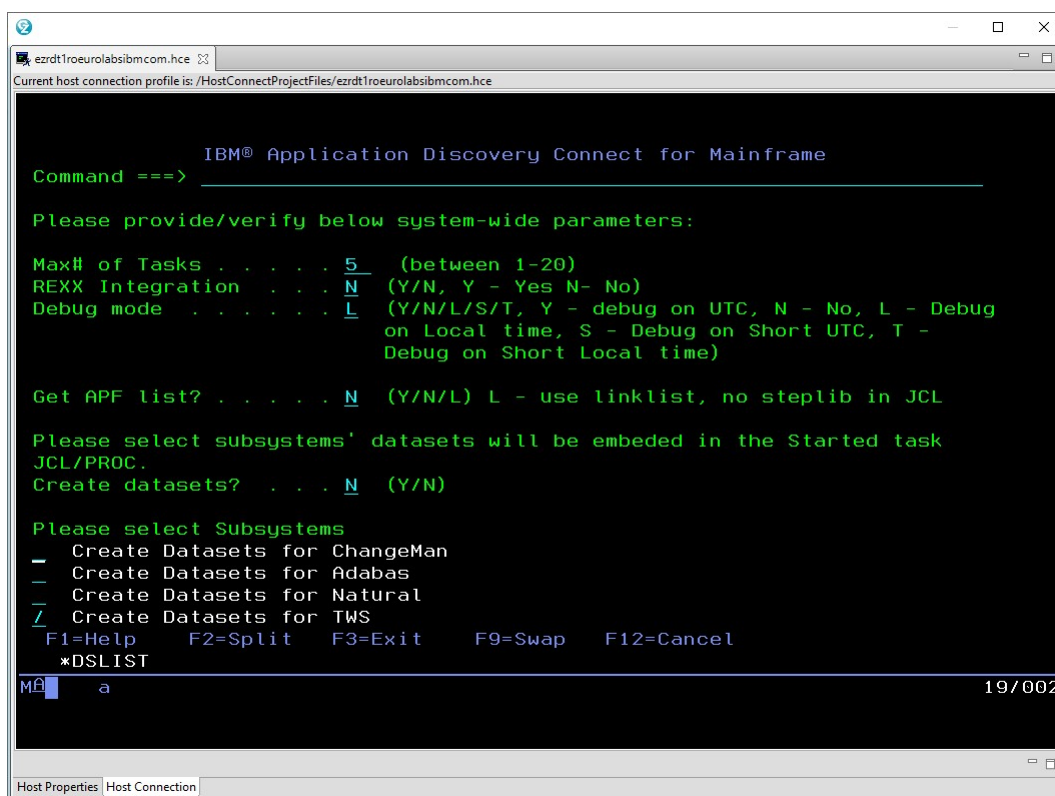 ezrdt1roeurolabsibmcom.hce
Current host connection profile is: /HostConnectProjectFiles/ezrdt1roeurolabsibmcom.hce
IBM® Application Discovery Connect for Mainframe
Command ===>
Please provide/verify below system-wide parameters:
Max# of Tasks . . . . . 5 (between 1-20)
REXX Integration . . . N (Y/N, Y - Yes N- No)
Debug mode . . . . . . L (Y/N/L/S/T, Y - debug on UTC, N - No, L - Debug
on Local time, S - Debug on Short UTC, T -
Debug on Short Local time)
Get APF list? . . . . . N (Y/N/L) L - use linklist, no steplib in JCL
Please select subsystems' datasets will be embeded in the Started task
JCL/PROC.
Create datasets? . . . N (Y/N)
Please select Subsystems
_ Create Datasets for ChangeMan
_ Create Datasets for Adabas
_ Create Datasets for Natural
/ Create Datasets for TWS
F1=Help F2=Split F3=Exit F9=Swap F12=Cancel
*DSLIST
MA a 19/002
Host Properties Host Connection